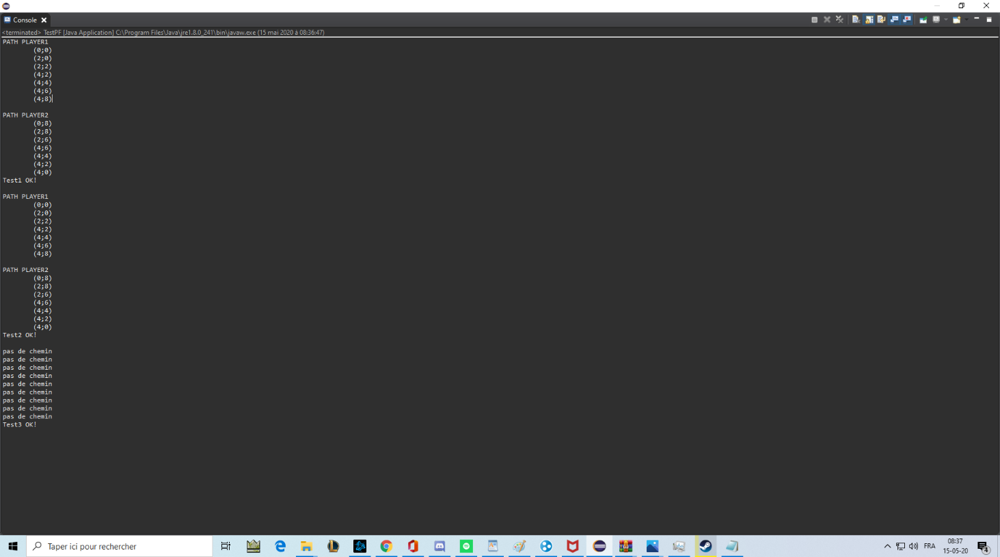 Console
<terminated> TestPF [Java Application] C:\Program Files\Java\jre1.8.0_241\bin\javaw.exe (15 mai 2020 à 08:36:47)
PATH PLAYER1
(0;0)
(2;0)
(2;2)
(4;2)
(4;4)
(4;6)
(4;8)
PATH PLAYER2
(0;8)
(2;8)
(2;6)
(4;6)
(4;4)
(4;2)
(4;0)
Test1 OK!
PATH PLAYER1
(0;0)
(2;0)
(2;2)
(4;2)
(4;4)
(4;6)
(4;8)
PATH PLAYER2
(0;8)
(2;8)
(2;6)
(4;6)
(4;4)
(4;2)
(4;0)
Test2 OK!
pas de chemin
pas de chemin
pas de chemin
pas de chemin
pas de chemin
pas de chemin
pas de chemin
pas de chemin
pas de chemin
Test3 OK!
Taper ici pour rechercher
FRA
08:37
15-05-20
4